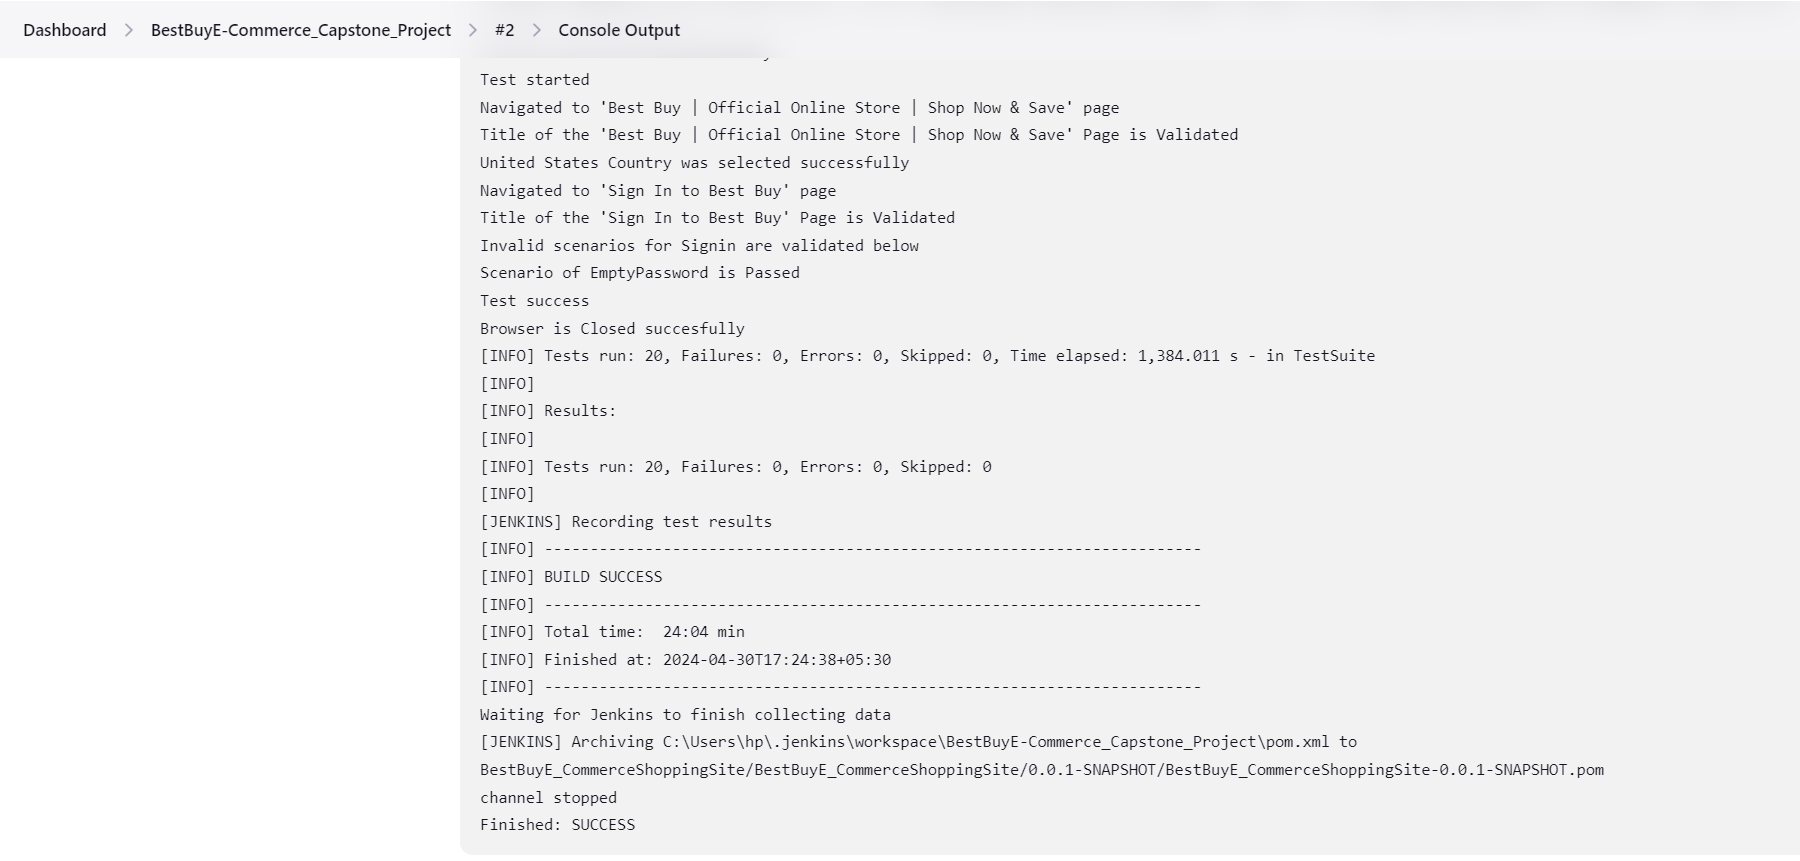 Dashboard > BestBuyE-Commerce_Capstone_Project > #2 > Console Output
Test started
Navigated to 'Best Buy | Official Online Store | Shop Now & Save' page
Title of the 'Best Buy | Official Online Store | Shop Now & Save' Page is Validated
United States Country was selected successfully
Navigated to 'Sign In to Best Buy' page
Title of the 'Sign In to Best Buy' Page is Validated
Invalid scenarios for Signin are validated below
Scenario of EmptyPassword is Passed
Test success
Browser is Closed succesfully
[INFO] Tests run: 20, Failures: 0, Errors: 0, Skipped: 0, Time elapsed: 1,384.011 s - in TestSuite
[INFO]
[INFO] Results:
[INFO]
[INFO] Tests run: 20, Failures: 0, Errors: 0, Skipped: 0
[INFO]
[JENKINS] Recording test results
[INFO] ------------------------------------------------------------------------
[INFO] BUILD SUCCESS
[INFO] ------------------------------------------------------------------------
[INFO] Total time:  24:04 min
[INFO] Finished at: 2024-04-30T17:24:38+05:30
[INFO] ------------------------------------------------------------------------
Waiting for Jenkins to finish collecting data
[JENKINS] Archiving C:\Users\hp\.jenkins\workspace\BestBuyE-Commerce_Capstone_Project\pom.xml to
BestBuyE_CommerceShoppingSite/BestBuyE_CommerceShoppingSite/0.0.1-SNAPSHOT/BestBuyE_CommerceShoppingSite-0.0.1-SNAPSHOT.pom
channel stopped
Finished: SUCCESS